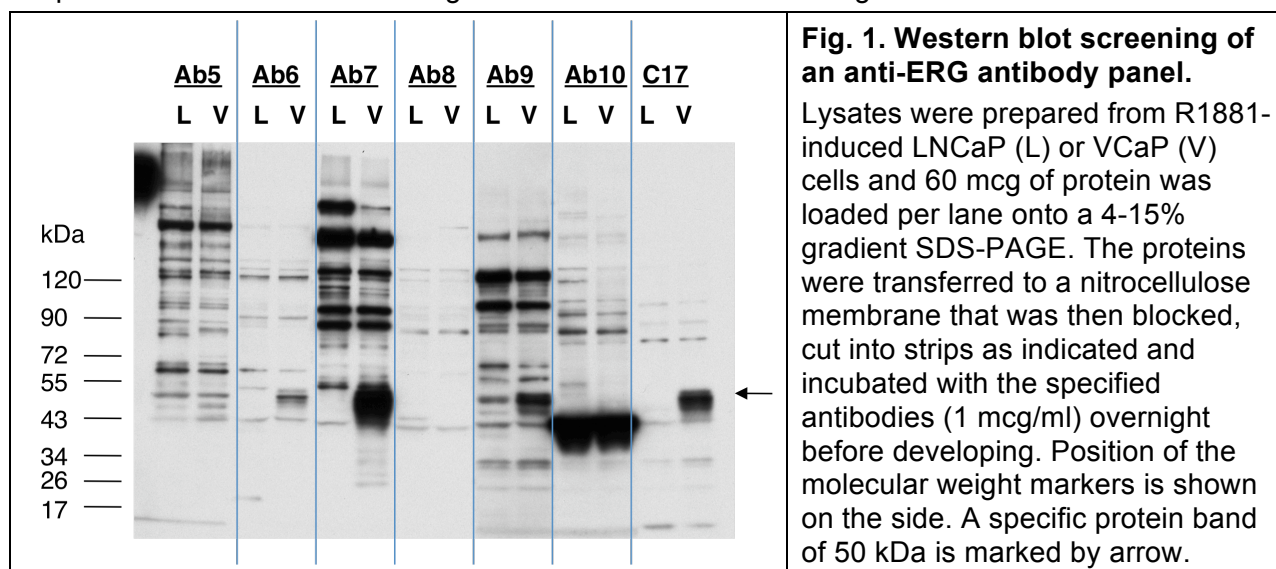 Ab5 Ab6 Ab7 Ab8 Ab9 Ab10 C17
L V L V L V L V L V L V L V
kDa
120
90
72
55
43
34
26
17
Fig. 1. Western blot screening of
an anti-ERG antibody panel.
Lysates were prepared from R1881-
induced LNCaP (L) or VCaP (V)
cells and 60 mcg of protein was
loaded per lane onto a 4-15%
gradient SDS-PAGE. The proteins
were transferred to a nitrocellulose
membrane that was then blocked,
cut into strips as indicated and
incubated with the specified
antibodies (1 mcg/ml) overnight
before developing. Position of the
molecular weight markers is shown
on the side. A specific protein band
of 50 kDa is marked by arrow.